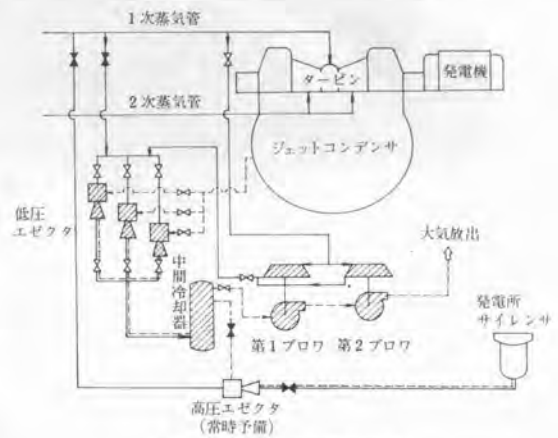 1次蒸気管
タービン
発電機
2次蒸気管
ジェットコンデンサ
低圧
エゼクタ
大気放出
中間冷却器
発電所
サイレンサ
第1ブロワ
第2ブロワ
高圧エゼクタ
(常時予備)